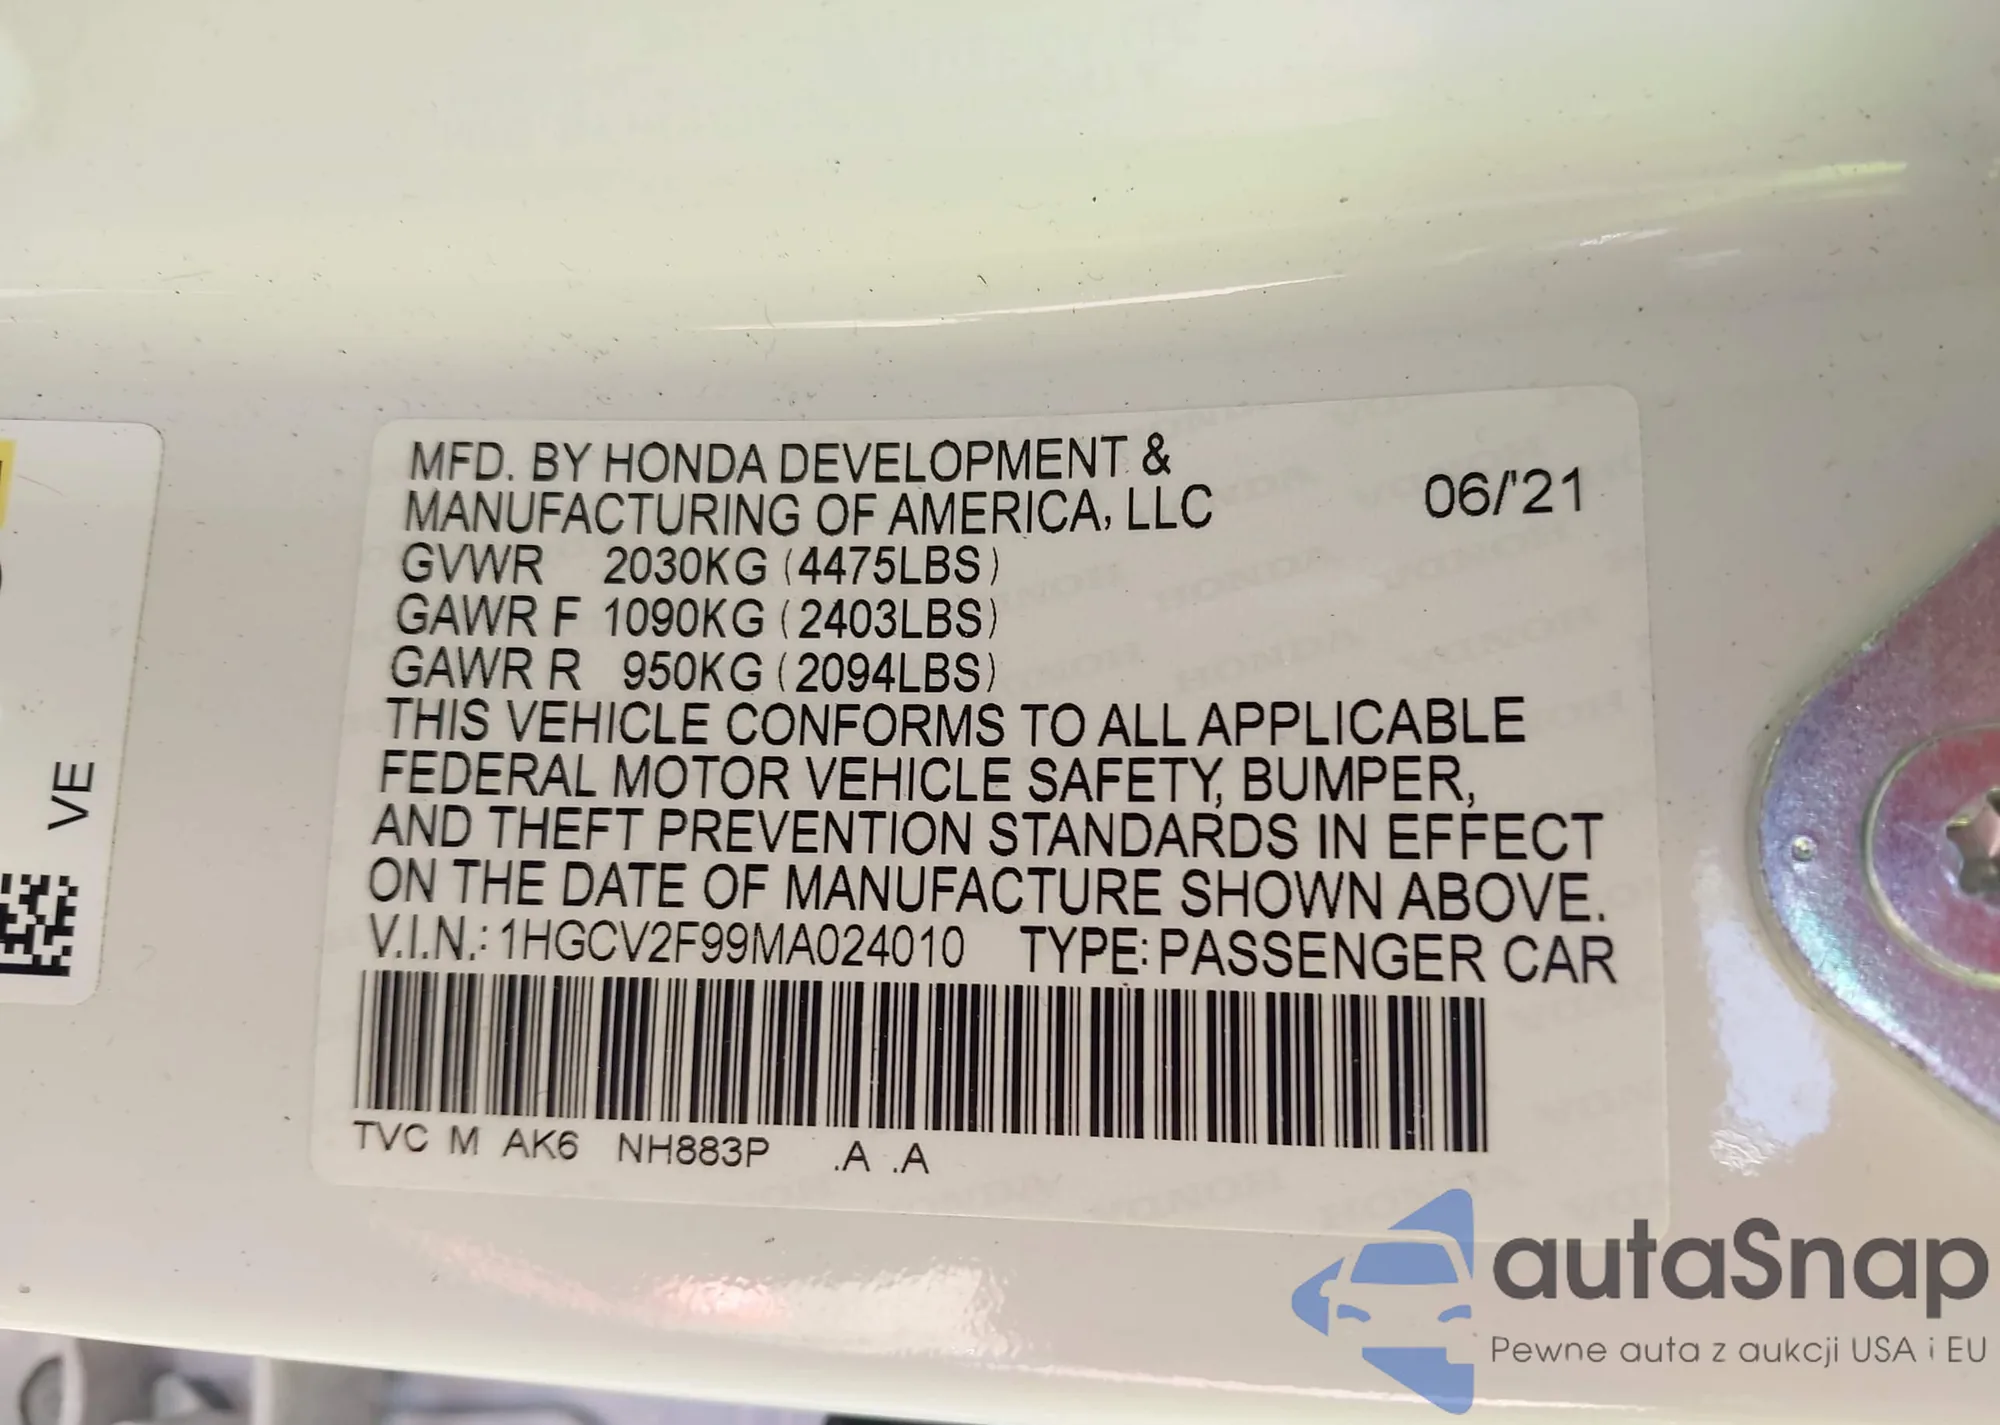 MFD. BY HONDA DEVELOPMENT &
MANUFACTURING OF AMERICA, LLC 06/'21
GVWR 2030KG (4475LBS)
GAWR F 1090KG (2403LBS)
GAWR R 950KG (2094LBS)
THIS VEHICLE CONFORMS TO ALL APPLICABLE
FEDERAL MOTOR VEHICLE SAFETY, BUMPER,
AND THEFT PREVENTION STANDARDS IN EFFECT
ON THE DATE OF MANUFACTURE SHOWN ABOVE.
V.I.N.: 1HGCV2F99MA024010 TYPE: PASSENGER CAR
TVC M AK6 NH883P .A .A
VE
autaSnap
Pewne auta z aukcji USA i EU